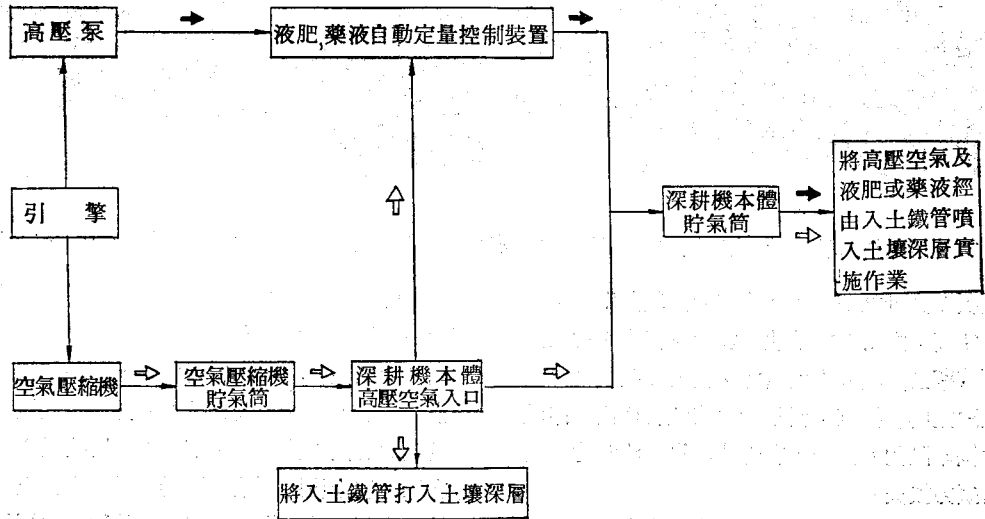 高壓泵
液肥,藥液自動定量控制裝置
引擎
深耕機本體
貯氣筒
將高壓空氣及
液肥或藥液經
由入土鐵管噴
入土壤深層實
施作業
空氣壓縮機
空氣壓縮機
貯氣筒
深耕機本體
高壓空氣入口
將入土鐵管打入土壤深層